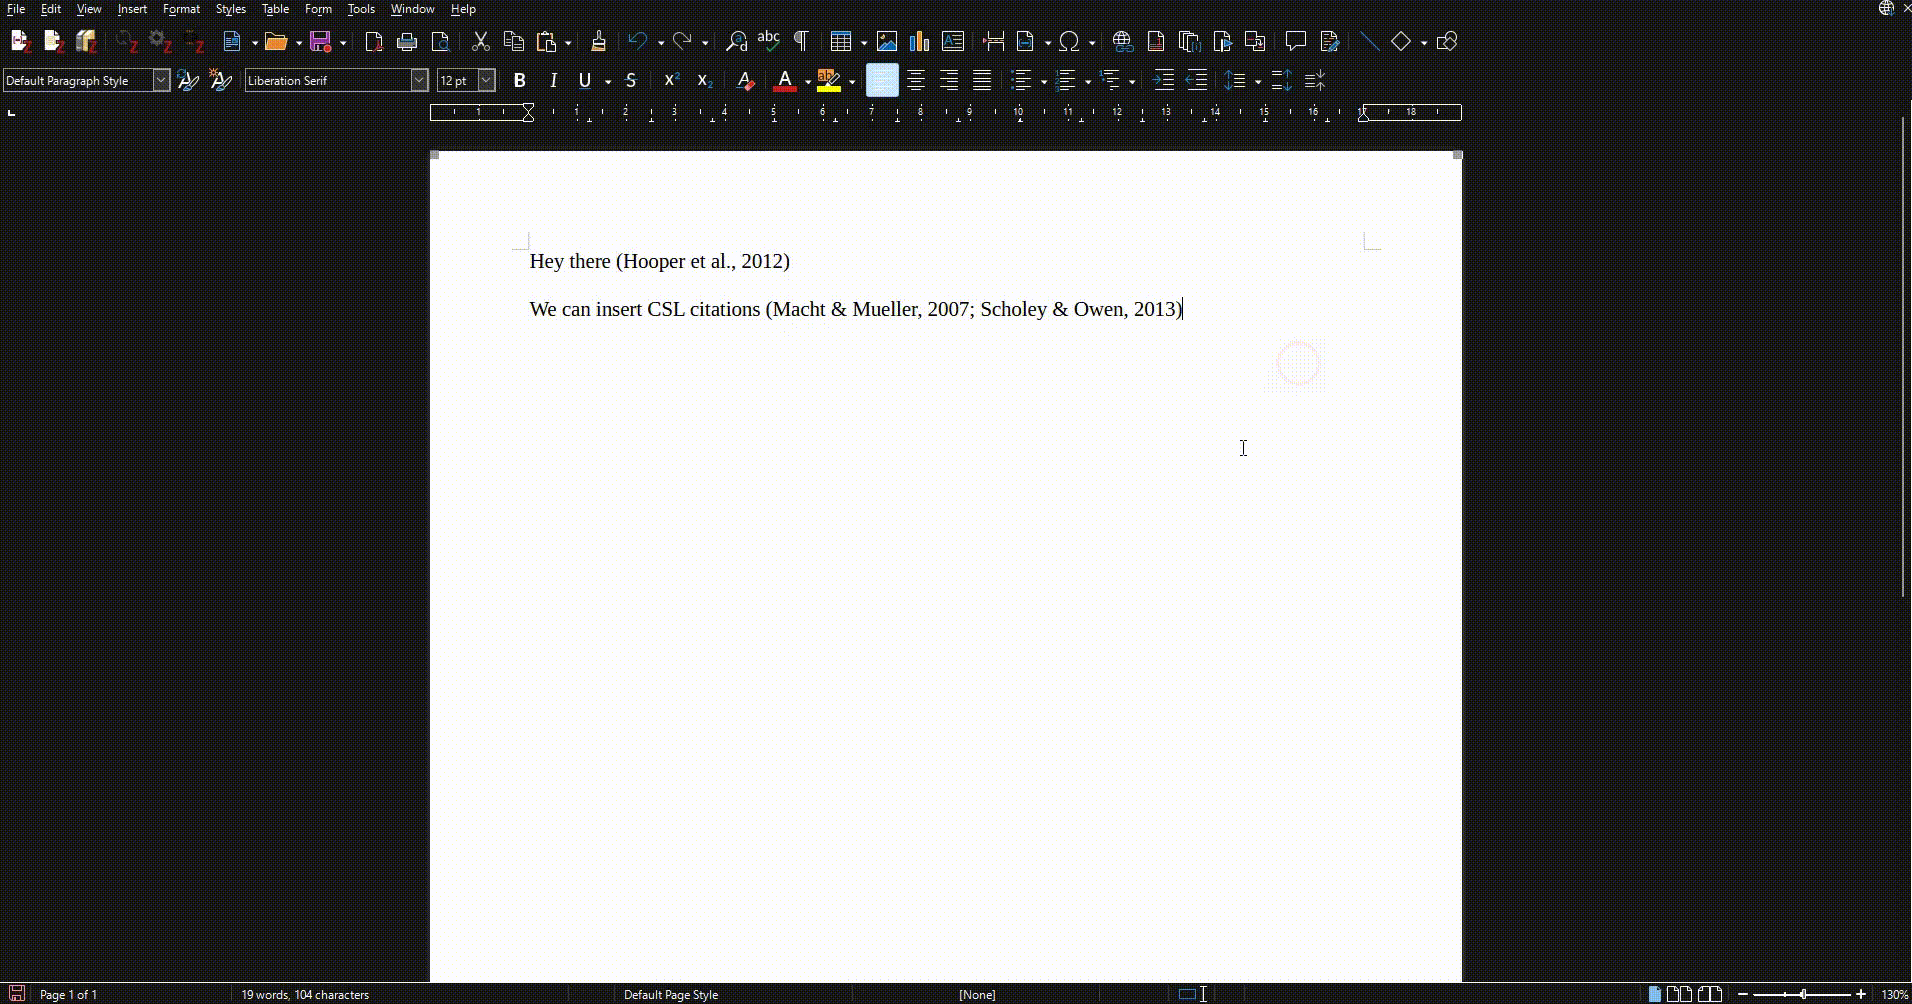 File Edit View Insert Format Styles Table Form Tools Window Help
Default Paragraph Style Liberation Serif 12 pt
1 1 2 3 4 5 6 7 8 9 10 11 12 13 14 15 16 17 18
Hey there (Hooper et al., 2012)
We can insert CSL citations (Macht & Mueller, 2007; Scholey & Owen, 2013)
Page 1 of 1 19 words, 104 characters Default Page Style [None] 130%